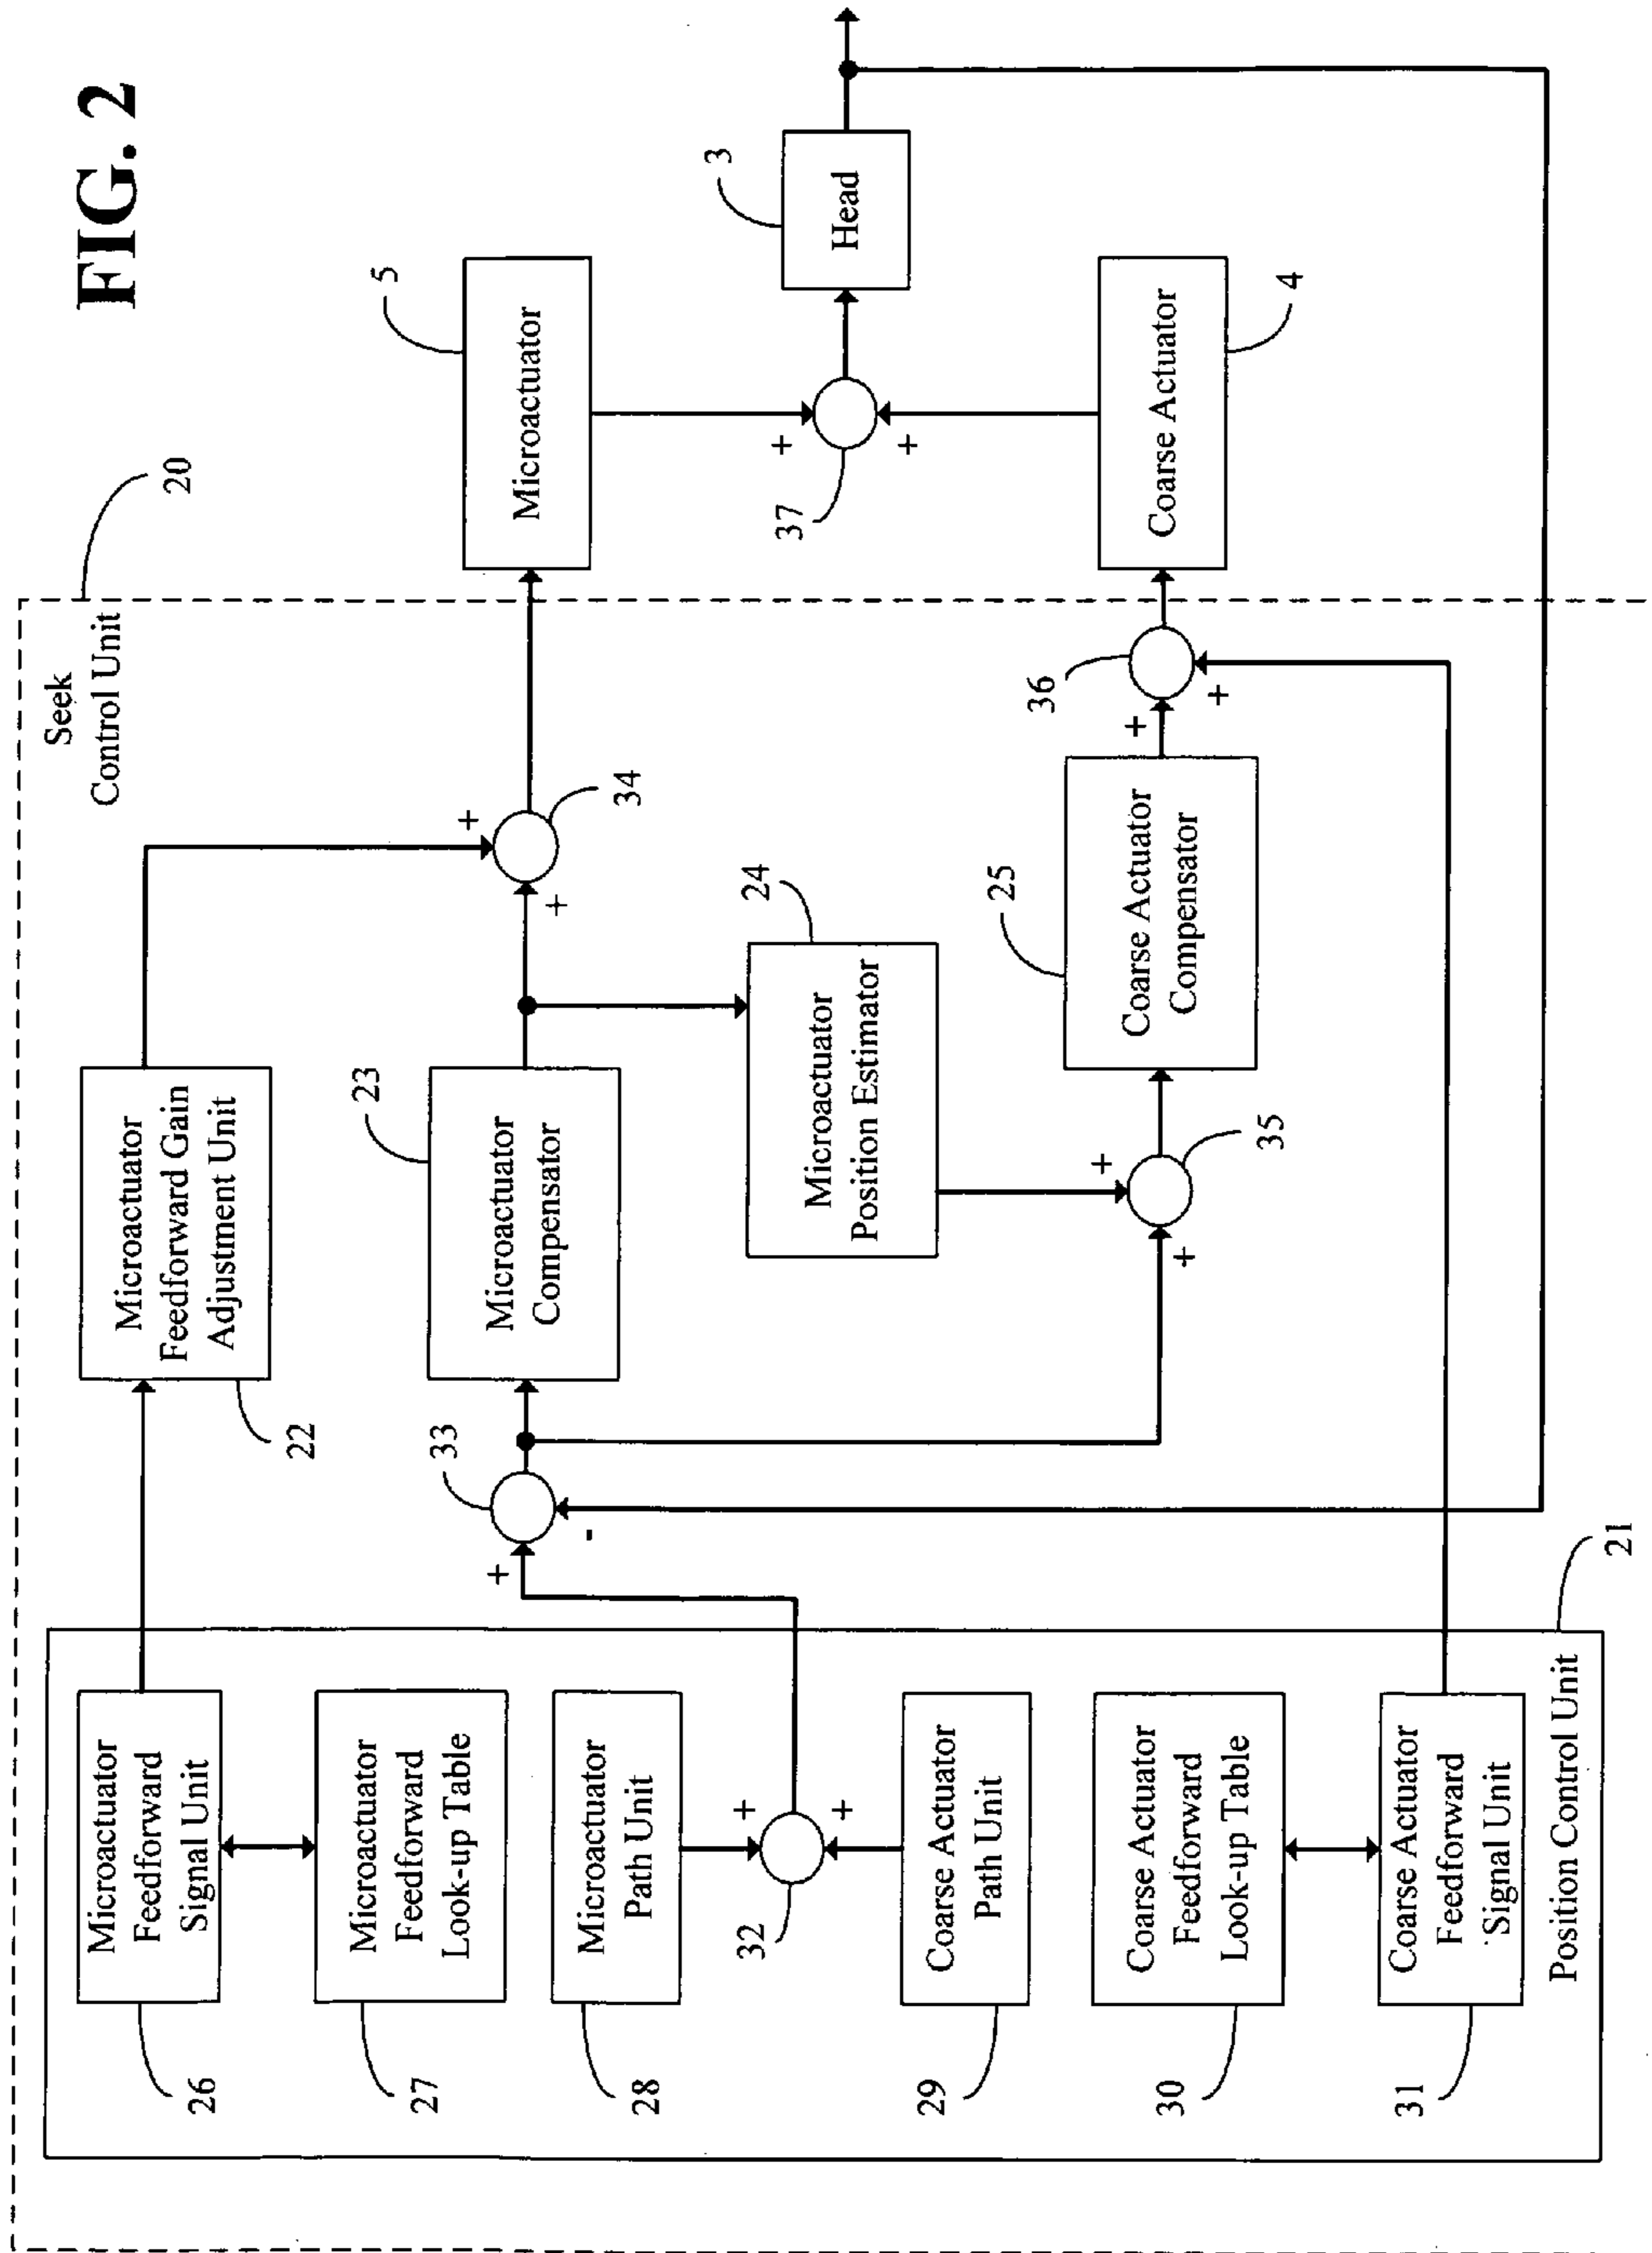 FIG. 2
Seek
Control Unit
20
Microactuator
Feedforward
Signal Unit
26
Microactuator
Feedforward Gain
Adjustment Unit
22
Microactuator
Feedforward
Look-up Table
27
Microactuator
Path Unit
28
+
+
32
Coarse Actuator
Path Unit
29
Coarse Actuator
Feedforward
Look-up Table
30
Coarse Actuator
Feedforward
Signal Unit
31
Position Control Unit
21
33
+
-
Microactuator
Compensator
23
+
+
34
Microactuator
Position Estimator
24
+
+
35
Coarse Actuator
Compensator
25
+
+
36
Microactuator
5
+
+
37
Head
3
Coarse Actuator
4